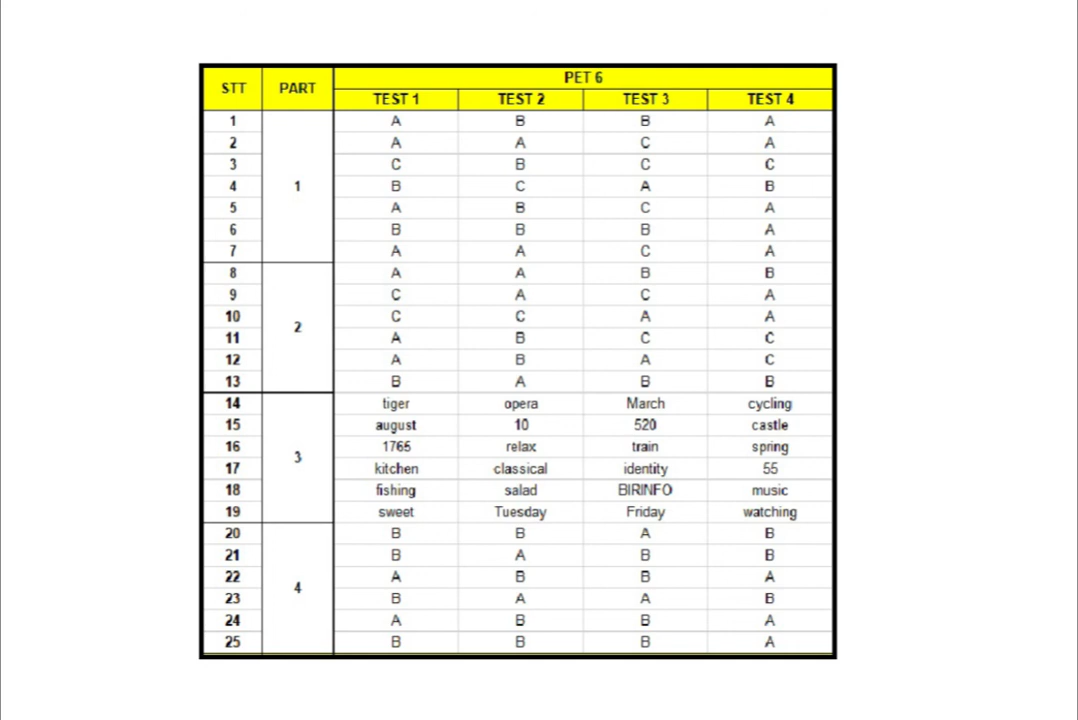 PET 6
STT PART TEST 1 TEST 2 TEST 3 TEST 4
1 A B B A
2 A A C A
3 C B C C
4 1 B C A B
5 A B C A
6 B B B A
7 A A C A
8 A A B B
9 C A C A
10 C C A A
2
11 A B C C
12 A B A C
13 B A B B
14 tiger opera March cycling
15 august 10 520 castle
16 1765 relax train spring
3
17 kitchen classical identity 55
18 fishing salad BIRINFO music
19 sweet Tuesday Friday watching
20 B B A B
21 B A B B
22 A B B A
4
23 B A A B
24 A B B A
25 B B B A